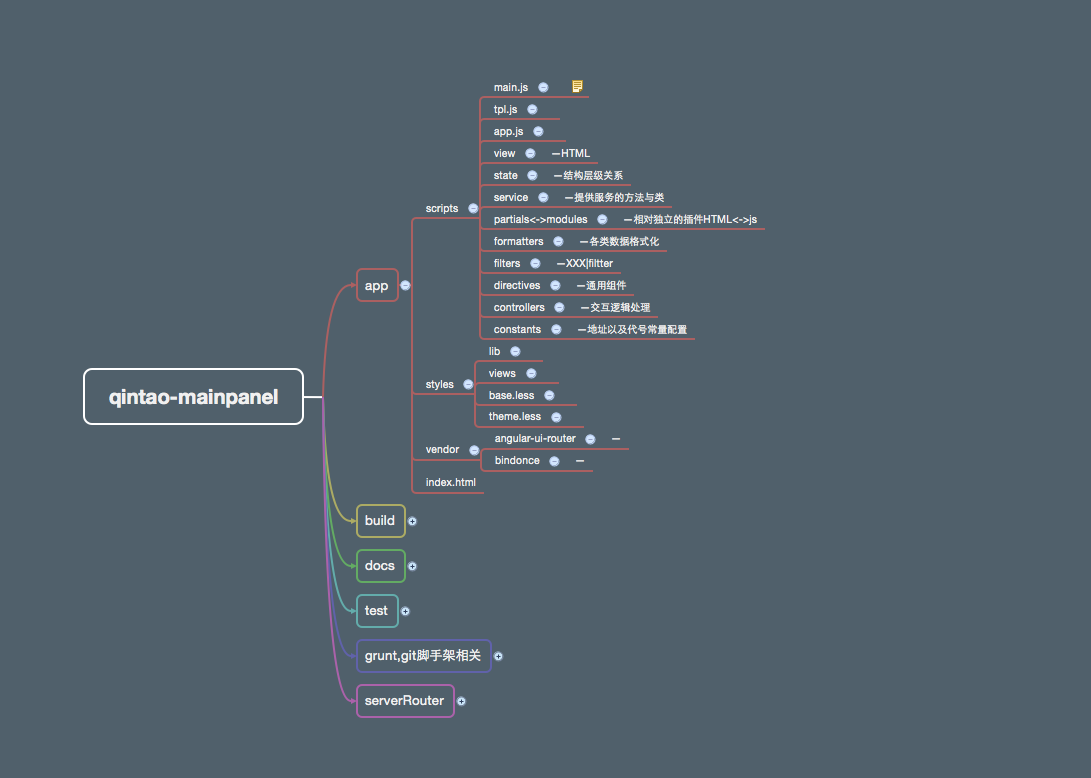 qintao-mainpanel
app
scripts
main.js
tpl.js
app.js
view —HTML
state —结构层级关系
service —提供服务的方法与类
partials<->modules —相对独立的插件HTML<->js
formatters —各类数据格式化
filters —XXX|filtter
directives —通用组件
controllers —交互逻辑处理
constants —地址以及代号常量配置
styles
lib
views
base.less
theme.less
vendor
angular-ui-router —
bindonce —
index.html
build
docs
test
grunt,git脚手架相关
serverRouter